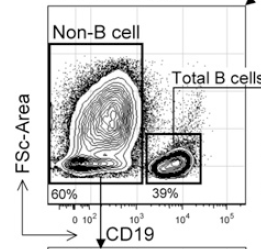 Non-B cell
Total B cells
FSc-Area
60%
39%
0 10² 10³ 10⁴ 10⁵
CD19